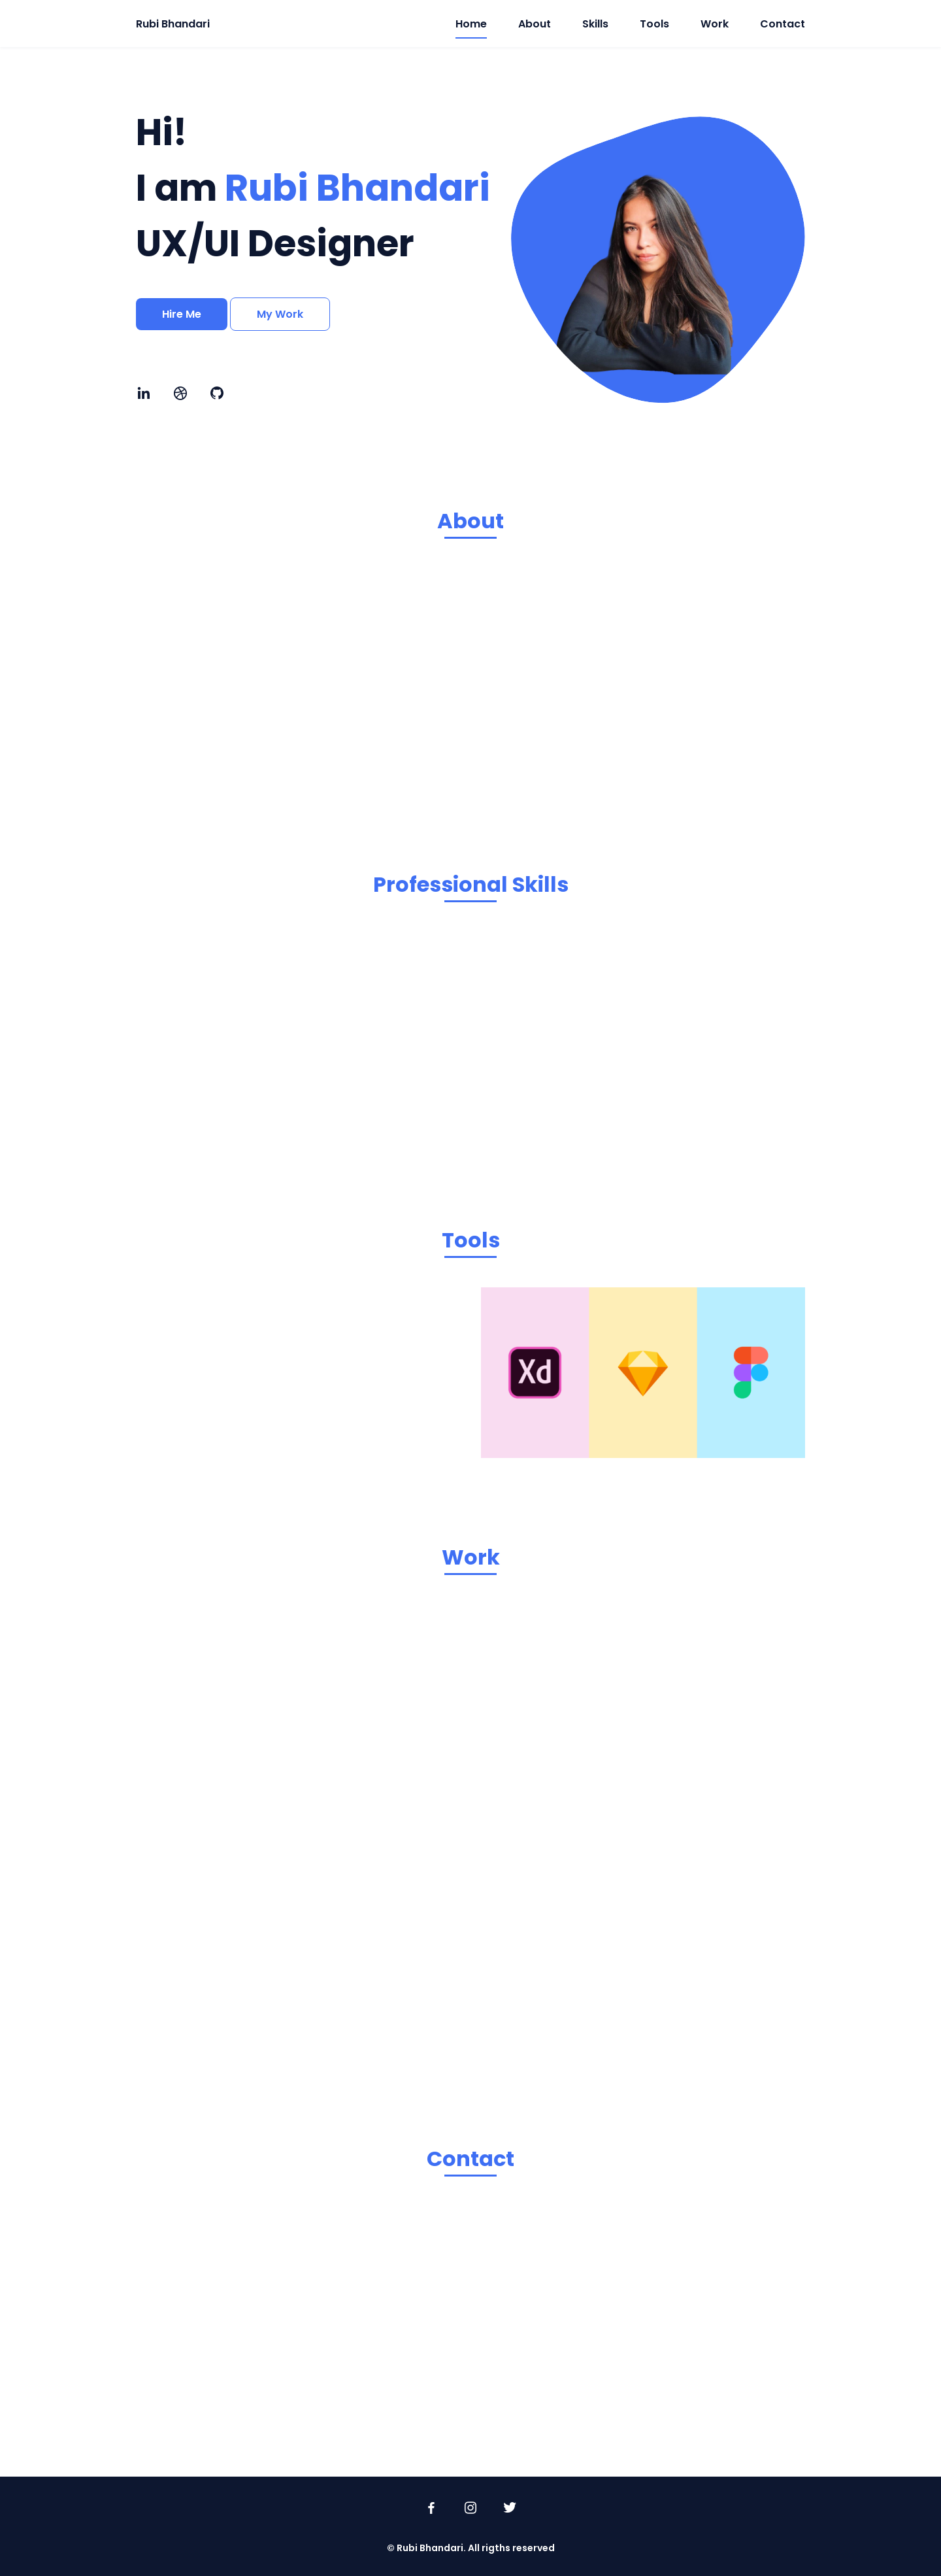 Rubi Bhandari
Home About Skills Tools Work Contact
Hi!
I am Rubi Bhandari
UX/UI Designer
Hire Me My Work
in
About
Professional Skills
Tools
Xd
Work
Contact
© Rubi Bhandari. All rigths reserved